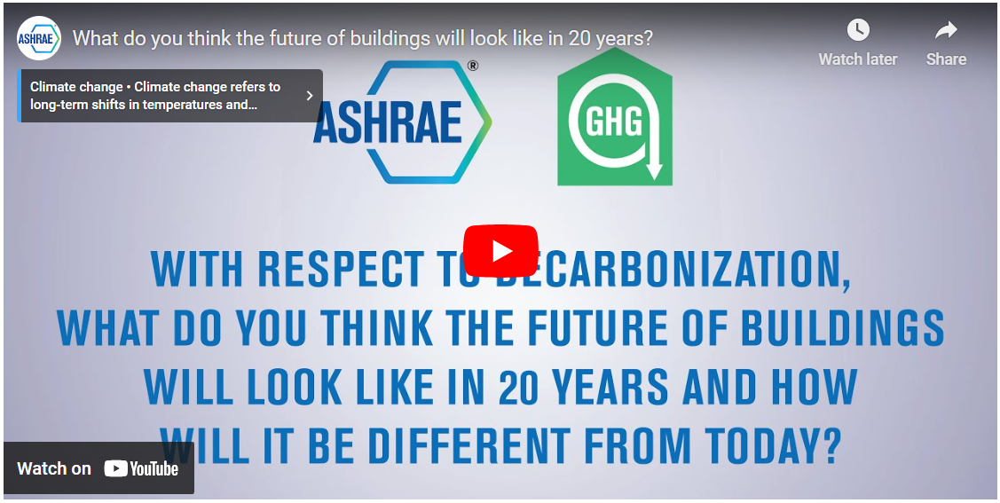 ASHRAE
What do you think the future of buildings will look like in 20 years?
Watch later
Share
Climate change • Climate change refers to
long-term shifts in temperatures and…
ASHRAE®
GHG
WITH RESPECT TO DECARBONIZATION,
WHAT DO YOU THINK THE FUTURE OF BUILDINGS
WILL LOOK LIKE IN 20 YEARS AND HOW
WILL IT BE DIFFERENT FROM TODAY?
Watch on YouTube